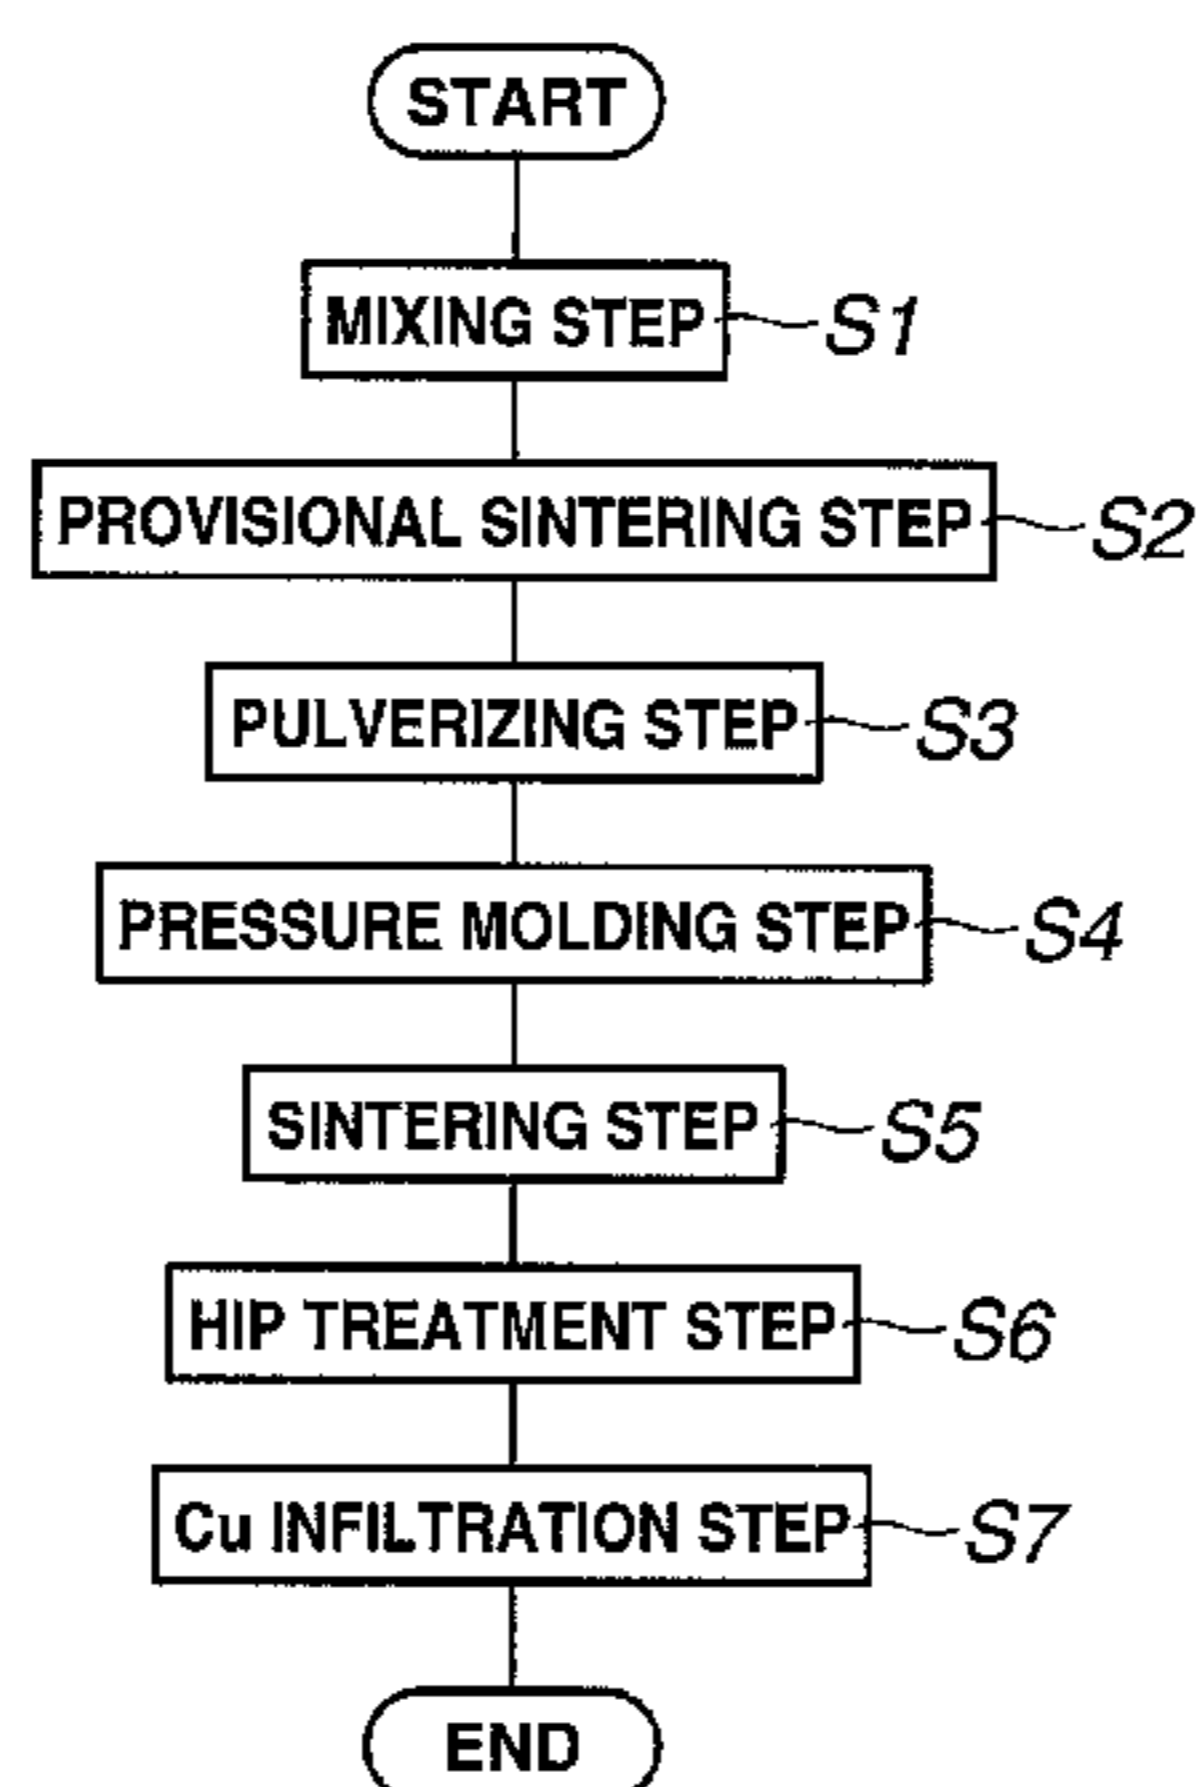 START
MIXING STEP S1
PROVISIONAL SINTERING STEP S2
PULVERIZING STEP S3
PRESSURE MOLDING STEP S4
SINTERING STEP S5
HIP TREATMENT STEP S6
Cu INFILTRATION STEP S7
END